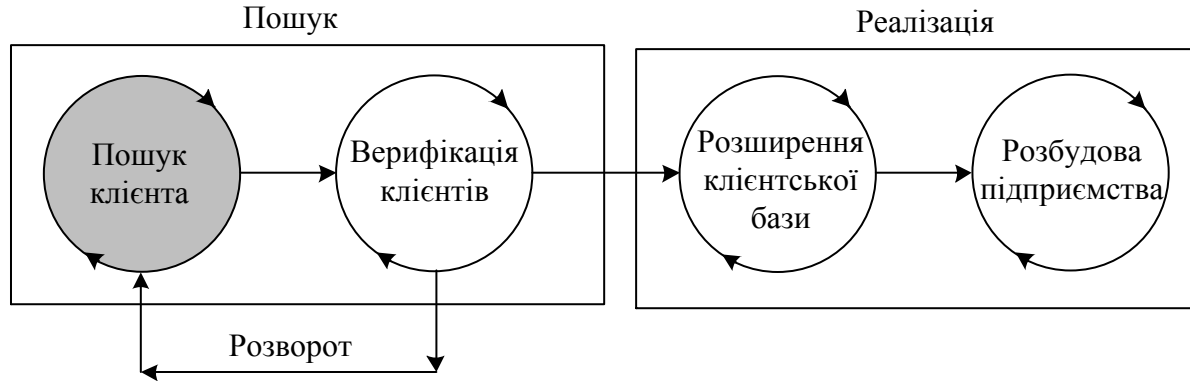 Пошук
Реалізація
Пошук
клієнта
Верифікація
клієнтів
Розширення
клієнтської
бази
Розбудова
підприємства
Розворот